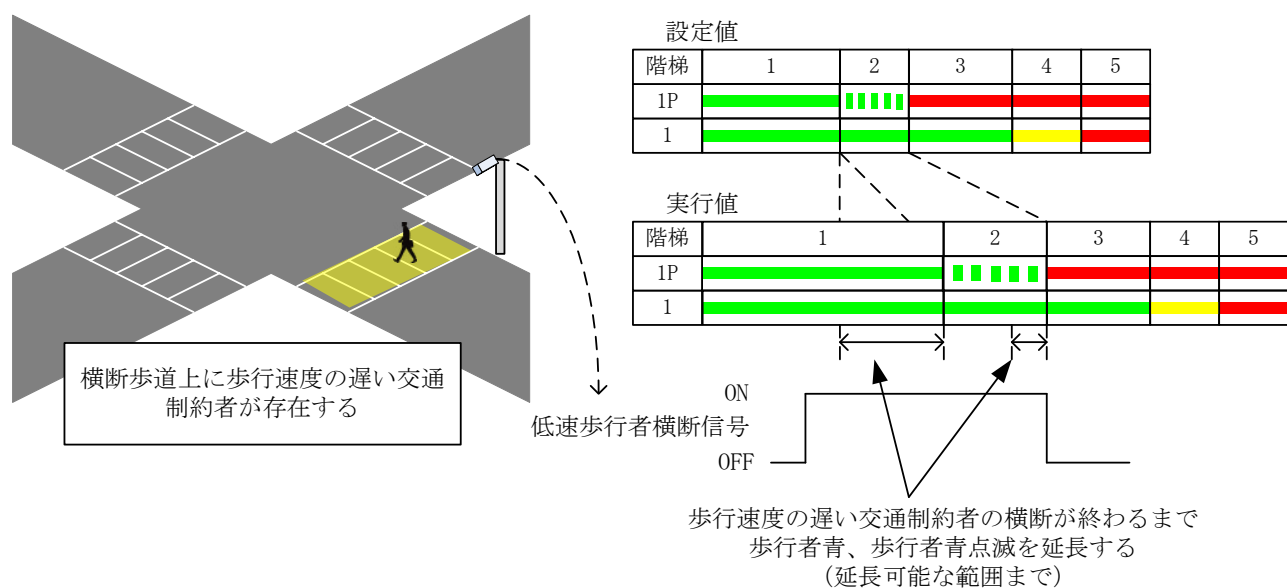 設定値
階梯 1 2 3 4 5
1P
1
実行値
階梯 1 2 3 4 5
1P
1
横断歩道上に歩行速度の遅い交通
制約者が存在する
低速歩行者横断信号
ON
OFF
歩行速度の遅い交通制約者の横断が終わるまで
歩行者青、歩行者青点滅を延長する
（延長可能な範囲まで）